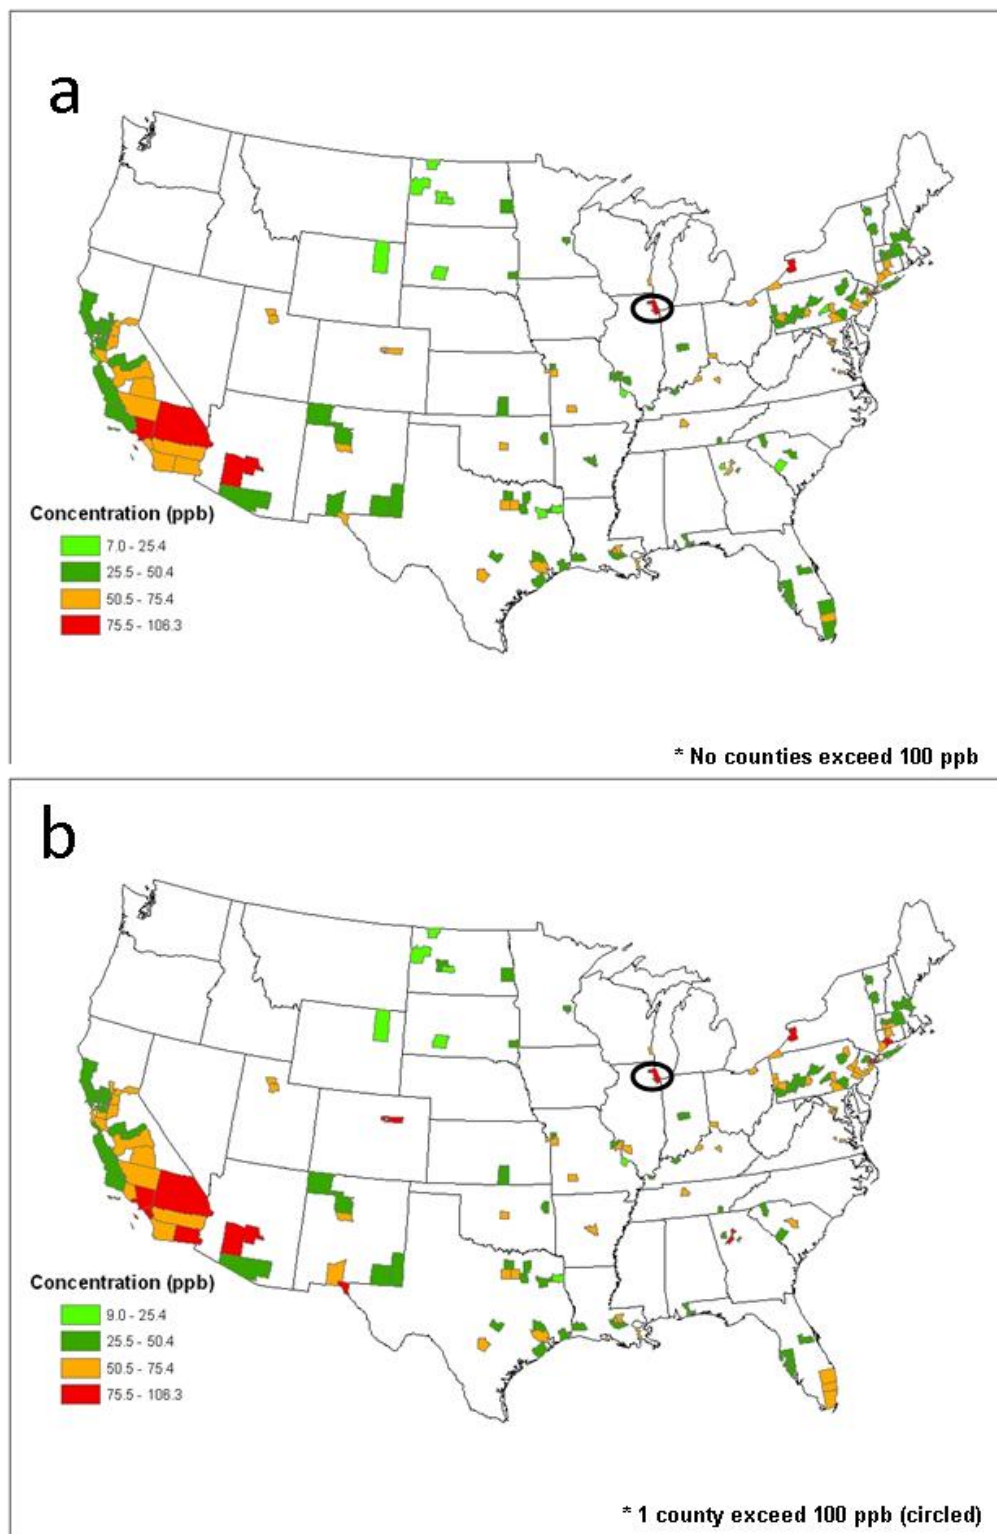 a
Concentration (ppb)
7.0 - 25.4
25.5 - 50.4
50.5 - 75.4
75.5 - 106.3
* No counties exceed 100 ppb
b
Concentration (ppb)
9.0 - 25.4
25.5 - 50.4
50.5 - 75.4
75.5 - 106.3
* 1 county exceed 100 ppb (circled)